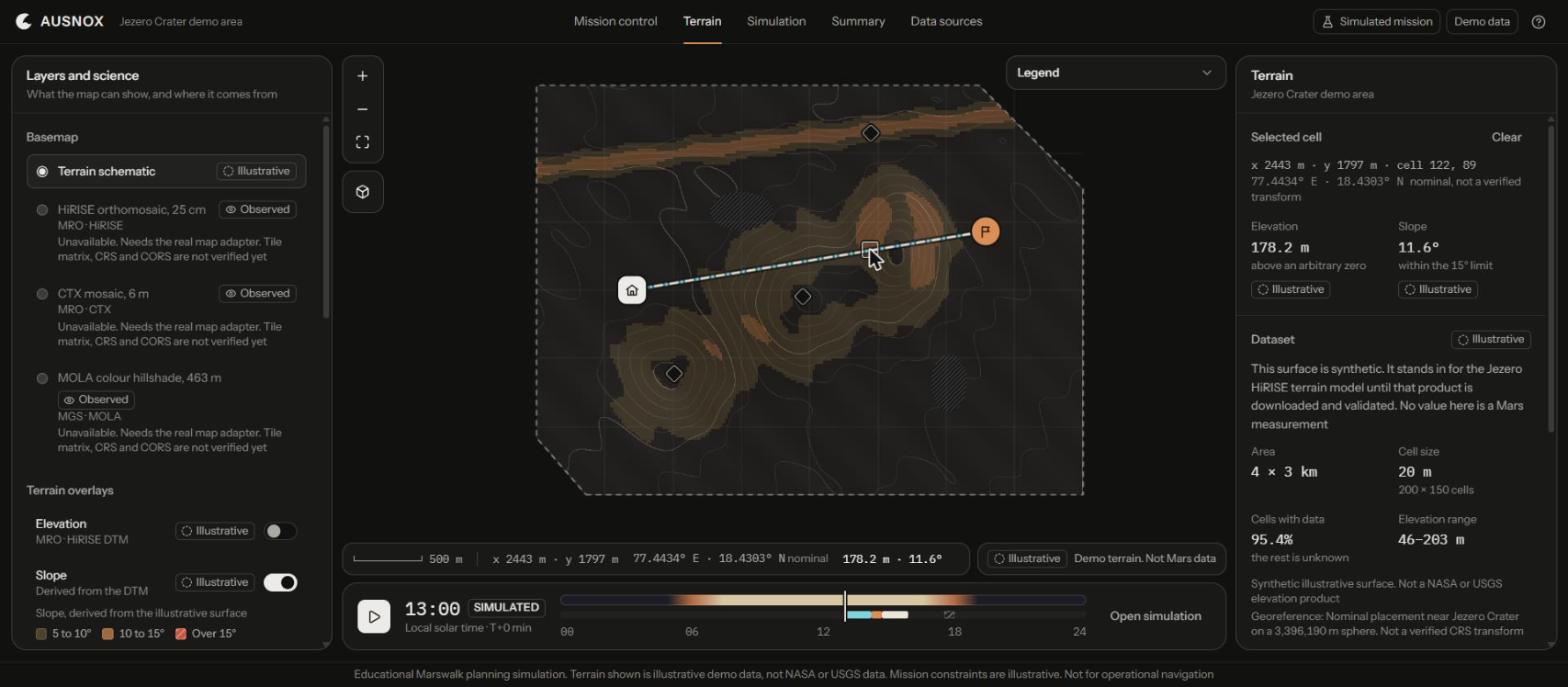 AUSNOX
Jezero Crater demo area
Mission control
Terrain
Simulation
Summary
Data sources
Simulated mission
Demo data
Layers and science
What the map can show, and where it comes from
Basemap
Terrain schematic
Illustrative
HiRISE orthomosaic, 25 cm
Observed
MRO · HiRISE
Unavailable. Needs the real map adapter. Tile
matrix, CRS and CORS are not verified yet
CTX mosaic, 6 m
Observed
MRO · CTX
Unavailable. Needs the real map adapter. Tile
matrix, CRS and CORS are not verified yet
MOLA colour hillshade, 463 m
Observed
MGS · MOLA
Unavailable. Needs the real map adapter. Tile
matrix, CRS and CORS are not verified yet
Terrain overlays
Elevation
Illustrative
MRO · HiRISE DTM
Slope
Illustrative
Derived from the DTM
Slope, derived from the illustrative surface
5 to 10°
10 to 15°
Over 15°
Legend
500 m
x 2443 m · y 1797 m
77.4434° E · 18.4303° N nominal
178.2 m · 11.6°
Illustrative
Demo terrain. Not Mars data
13:00
SIMULATED
Local solar time · T+0 min
00
06
12
18
24
Open simulation
Terrain
Jezero Crater demo area
Selected cell
Clear
x 2443 m · y 1797 m · cell 122, 89
77.4434° E · 18.4303° N nominal, not a verified
transform
Elevation
Slope
178.2 m
11.6°
above an arbitrary zero
within the 15° limit
Illustrative
Illustrative
Dataset
Illustrative
This surface is synthetic. It stands in for the Jezero
HiRISE terrain model until that product is
downloaded and validated. No value here is a Mars
measurement
Area
Cell size
4 × 3 km
20 m
200 × 150 cells
Cells with data
Elevation range
95.4%
46–203 m
the rest is unknown
Synthetic illustrative surface. Not a NASA or USGS
elevation product
Georeference: Nominal placement near Jezero Crater
on a 3,396,190 m sphere. Not a verified CRS transform
Educational Marswalk planning simulation. Terrain shown is illustrative demo data, not NASA or USGS data. Mission constraints are illustrative. Not for operational navigation